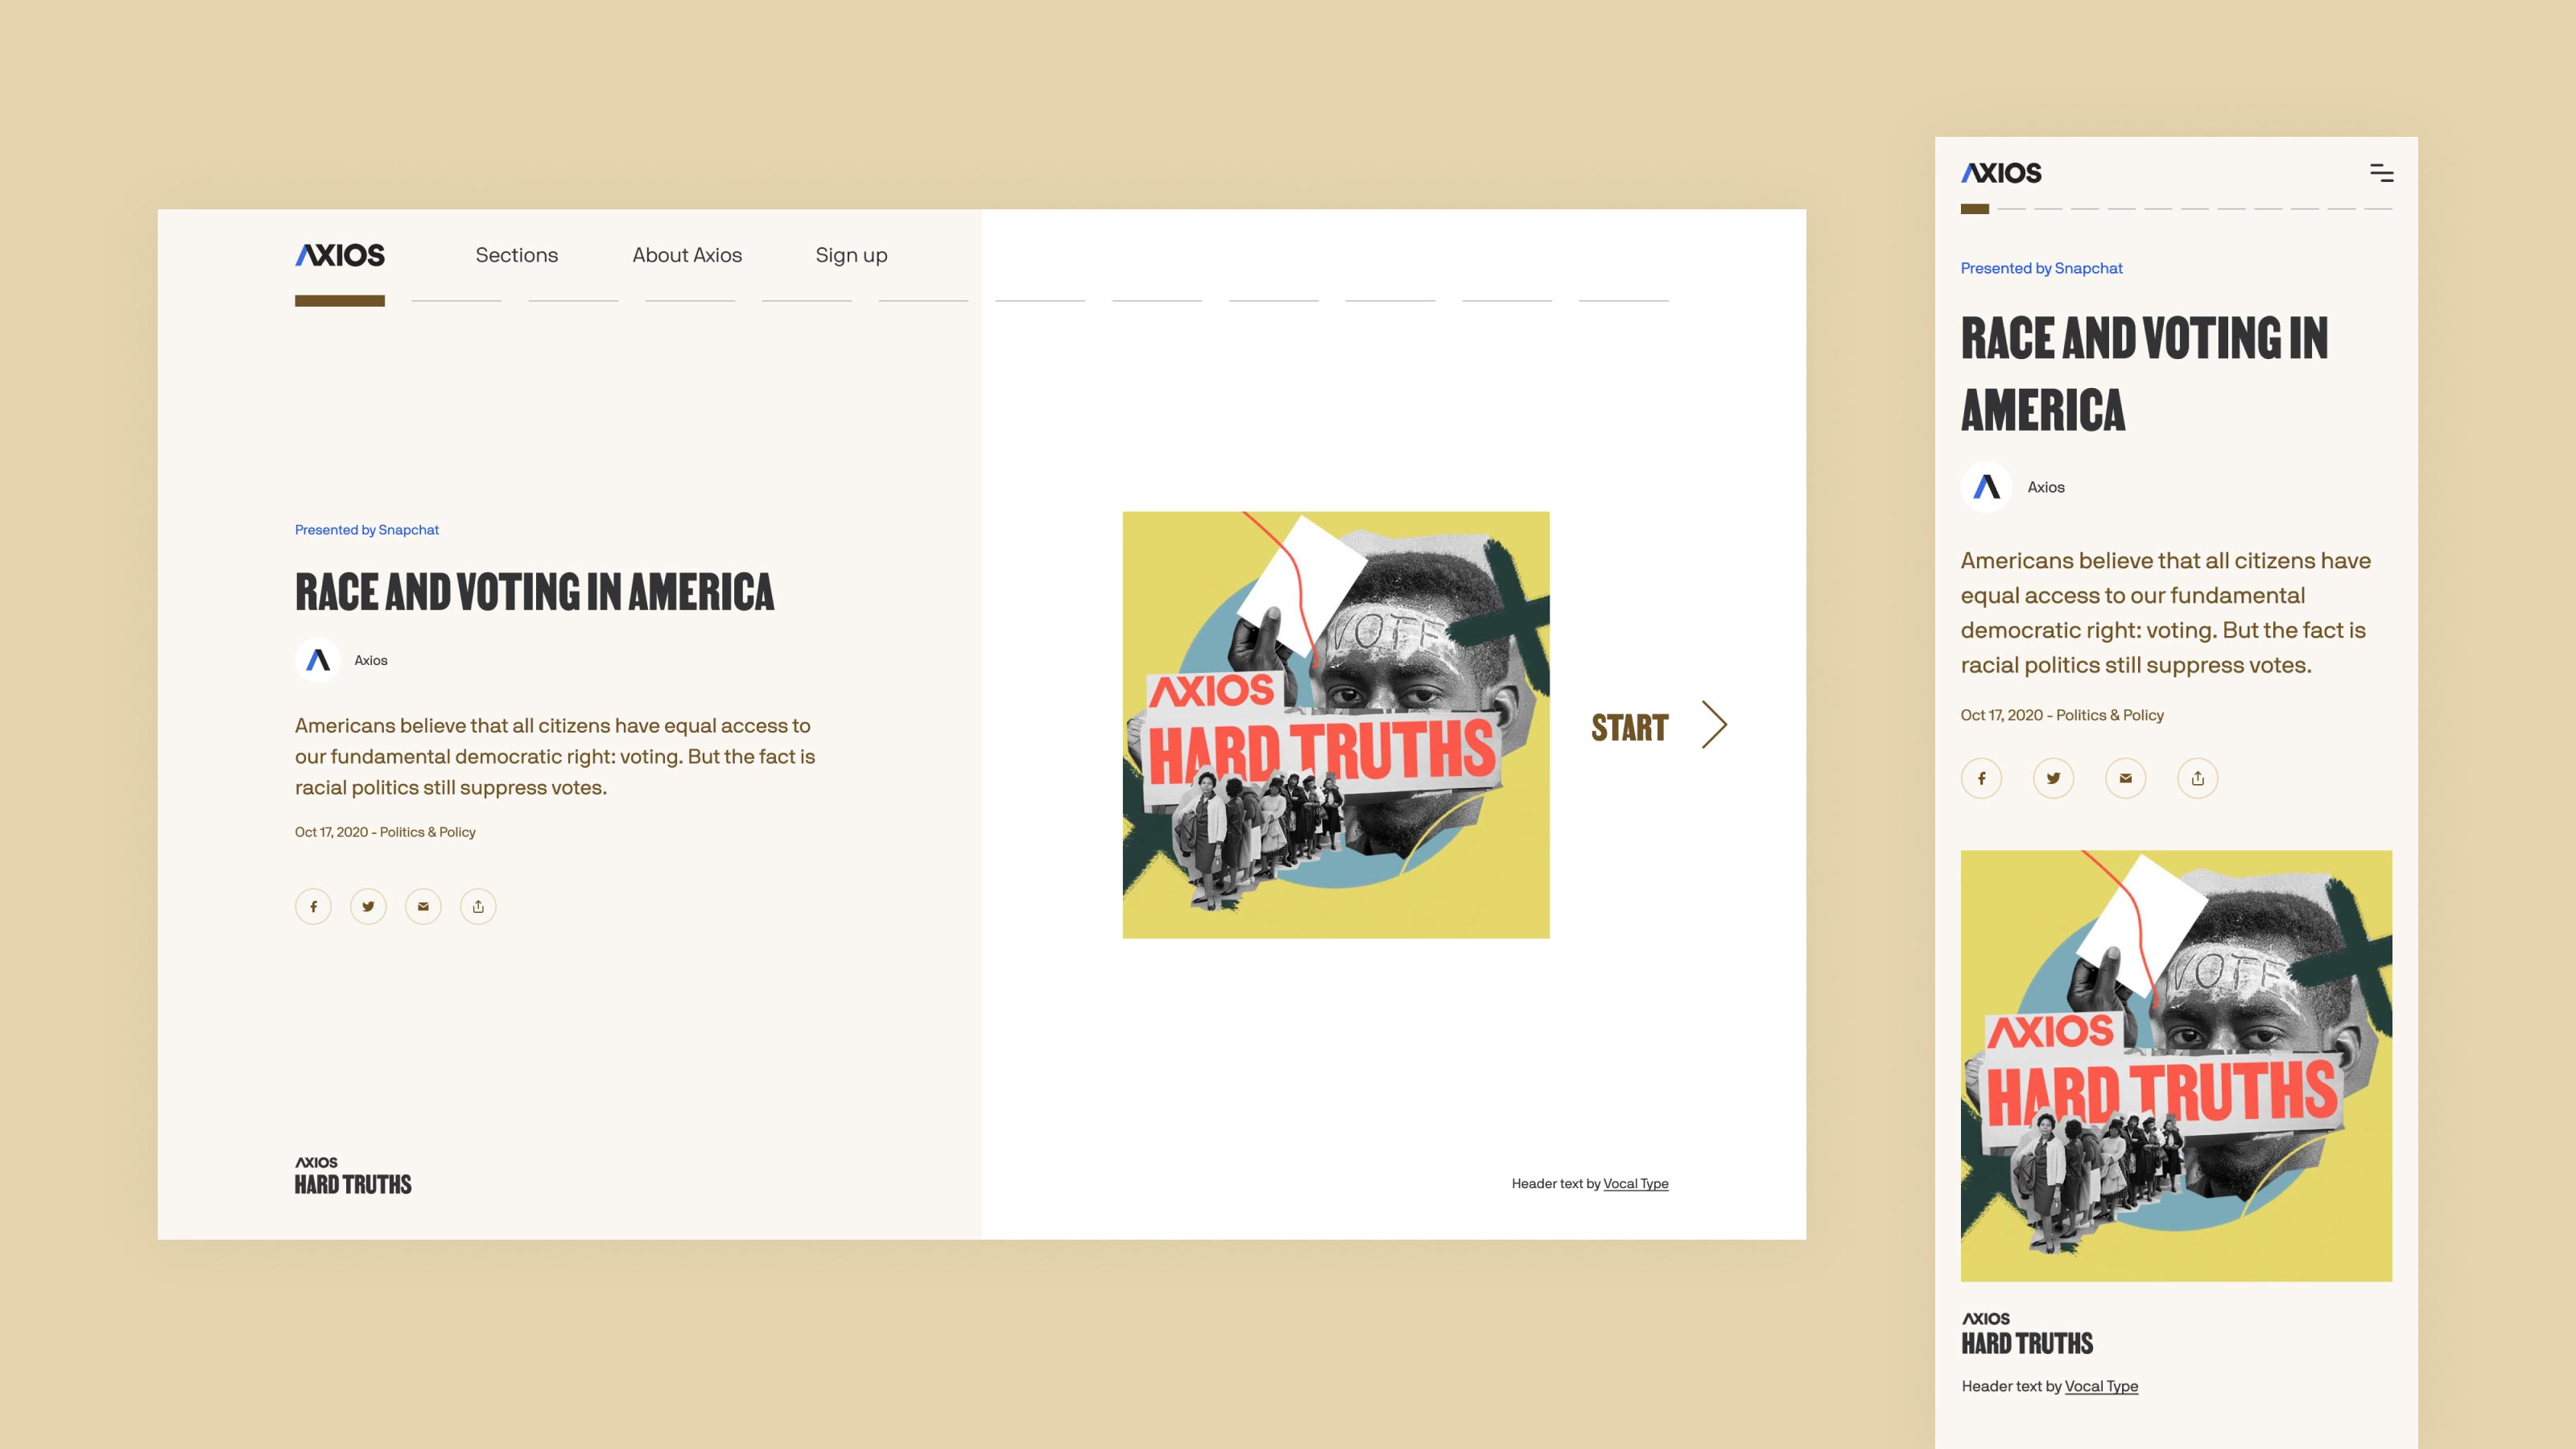 AXIOS
Sections
About Axios
Sign up
Presented by Snapchat
RACE AND VOTING IN AMERICA
Axios
Americans believe that all citizens have equal access to
our fundamental democratic right: voting. But the fact is
racial politics still suppress votes.
Oct 17, 2020 - Politics & Policy
AXIOS
HARD TRUTHS
VOTE
AXIOS
HARD TRUTHS
START
Header text by Vocal Type
AXIOS
Presented by Snapchat
RACE AND VOTING IN
AMERICA
Axios
Americans believe that all citizens have
equal access to our fundamental
democratic right: voting. But the fact is
racial politics still suppress votes.
Oct 17, 2020 - Politics & Policy
VOTE
AXIOS
HARD TRUTHS
AXIOS
HARD TRUTHS
Header text by Vocal Type